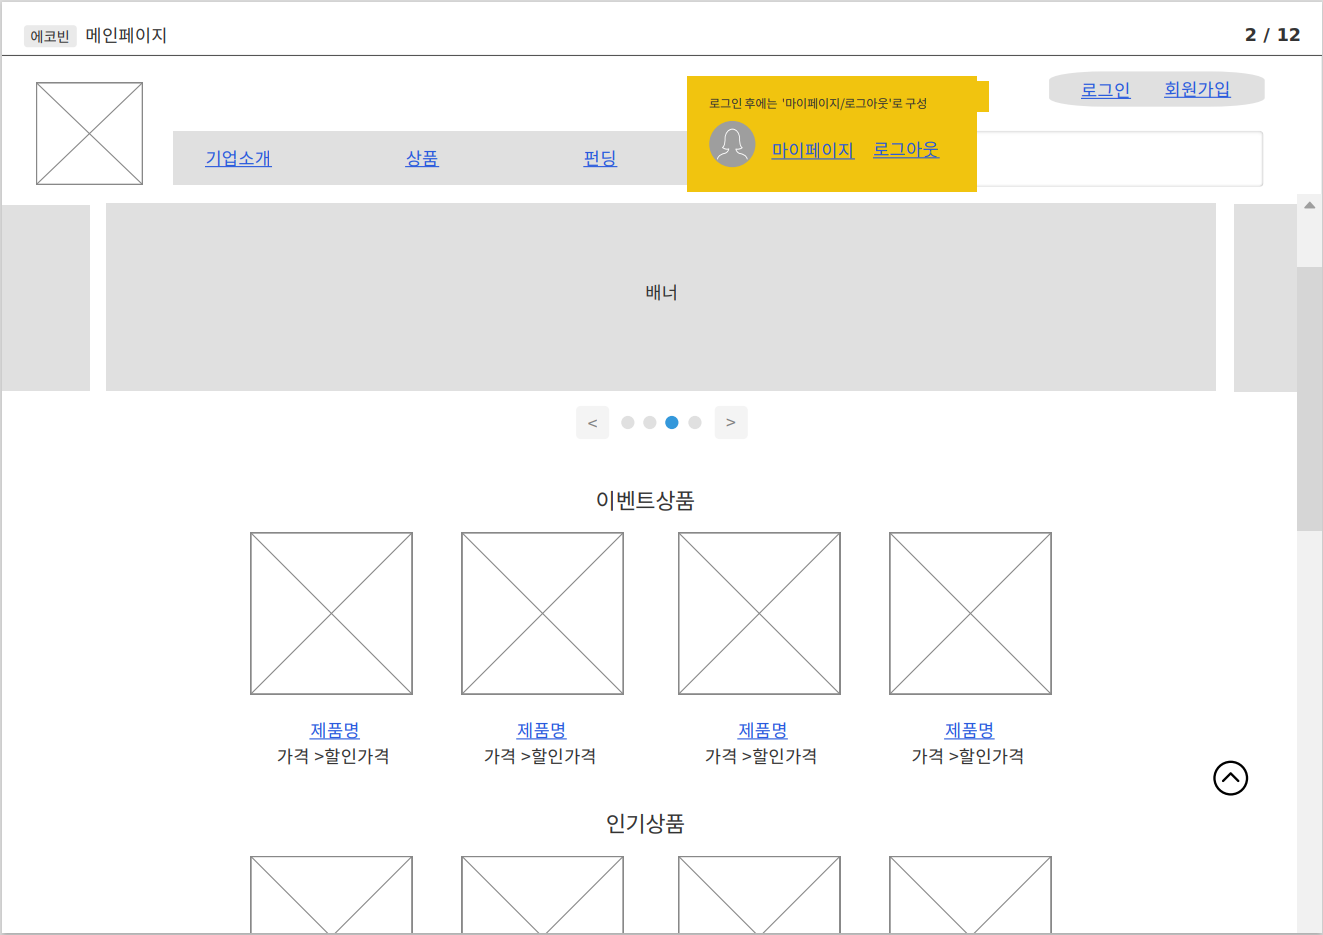 에코빈 메인페이지
2 / 12
로그인 회원가입
로그인 후에는 '마이페이지/로그아웃'로 구성
마이페이지 로그아웃
기업소개 상품 펀딩
배너
< >
이벤트상품
제품명 제품명 제품명 제품명
가격 >할인가격 가격 >할인가격 가격 >할인가격 가격 >할인가격
인기상품